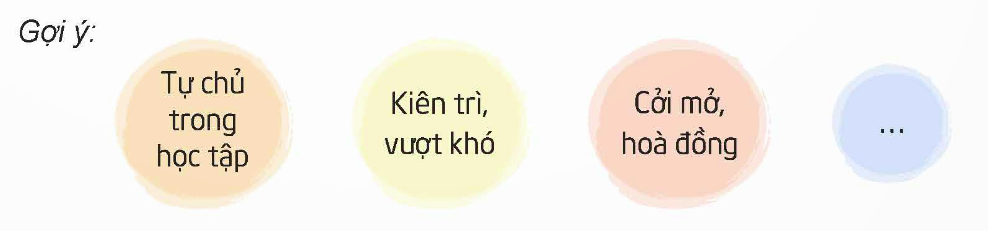 Gợi ý:
Tự chủ
trong
học tập
Kiên trì,
vượt khó
Cởi mở,
hoà đồng
...